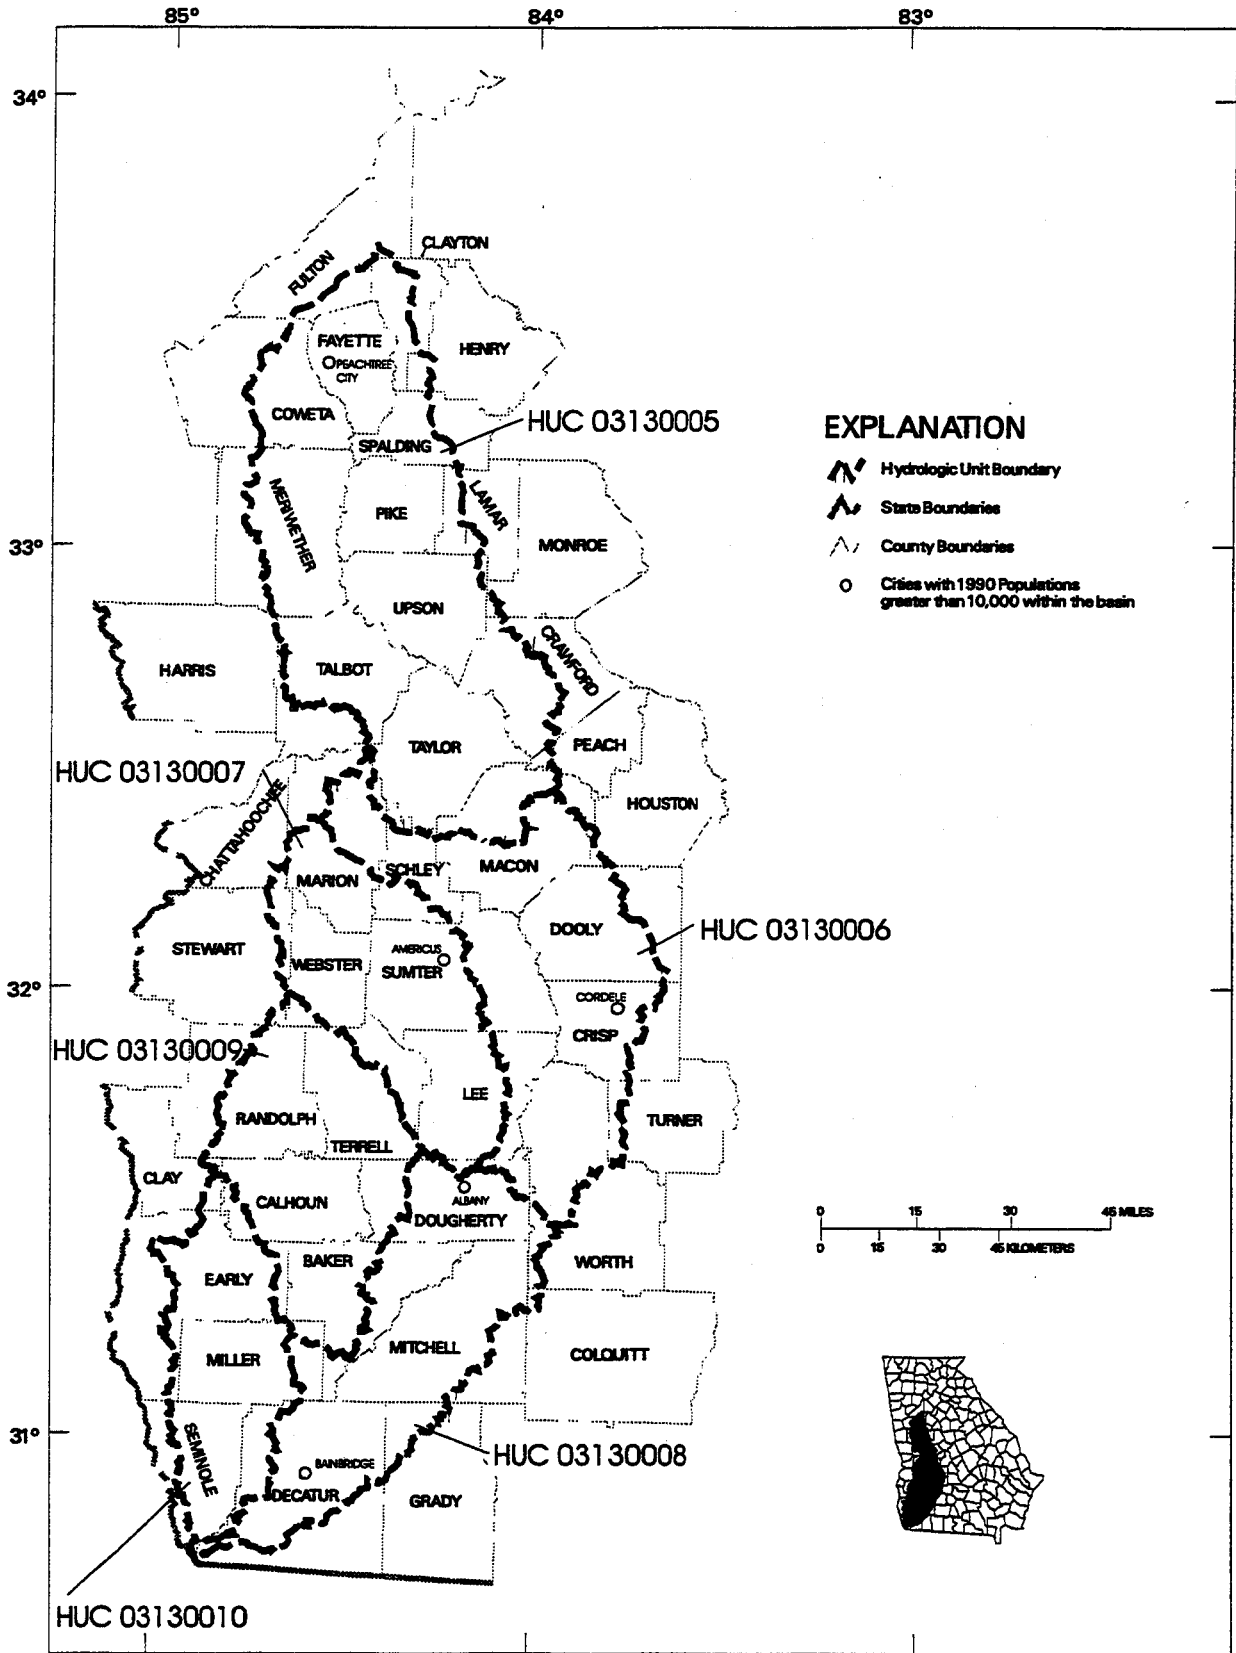 85° 84° 83°
34°
CLAYTON
FULTON
FAYETTE
HENRY
PEACHTREE
CITY
COWETA
HUC 03130005
SPALDING
EXPLANATION
Hydrologic Unit Boundary
State Boundaries
County Boundaries
Cities with 1990 Populations
greater than 10,000 within the basin
MERIWETHER
PIKE
LAMAR
33°
MONROE
UPSON
CRAWFORD
HARRIS
TALBOT
TAYLOR
PEACH
HUC 03130007
HOUSTON
CHATTAHOOCHEE
MARION
SCHLEY
MACON
STEWART
DOOLY
HUC 03130006
WEBSTER
AMERICUS
SUMTER
32°
CORDELE
CRISP
HUC 03130009
LEE
RANDOLPH
TURNER
TERRELL
CLAY
CALHOUN
ALBANY
DOUGHERTY
0 15 30 45 MILES
0 15 30 45 KILOMETERS
BAKER
WORTH
EARLY
MILLER
MITCHELL
COLQUITT
31°
SEMINOLE
HUC 03130008
BAINBRIDGE
DECATUR
GRADY
HUC 03130010
85° 84° 83°